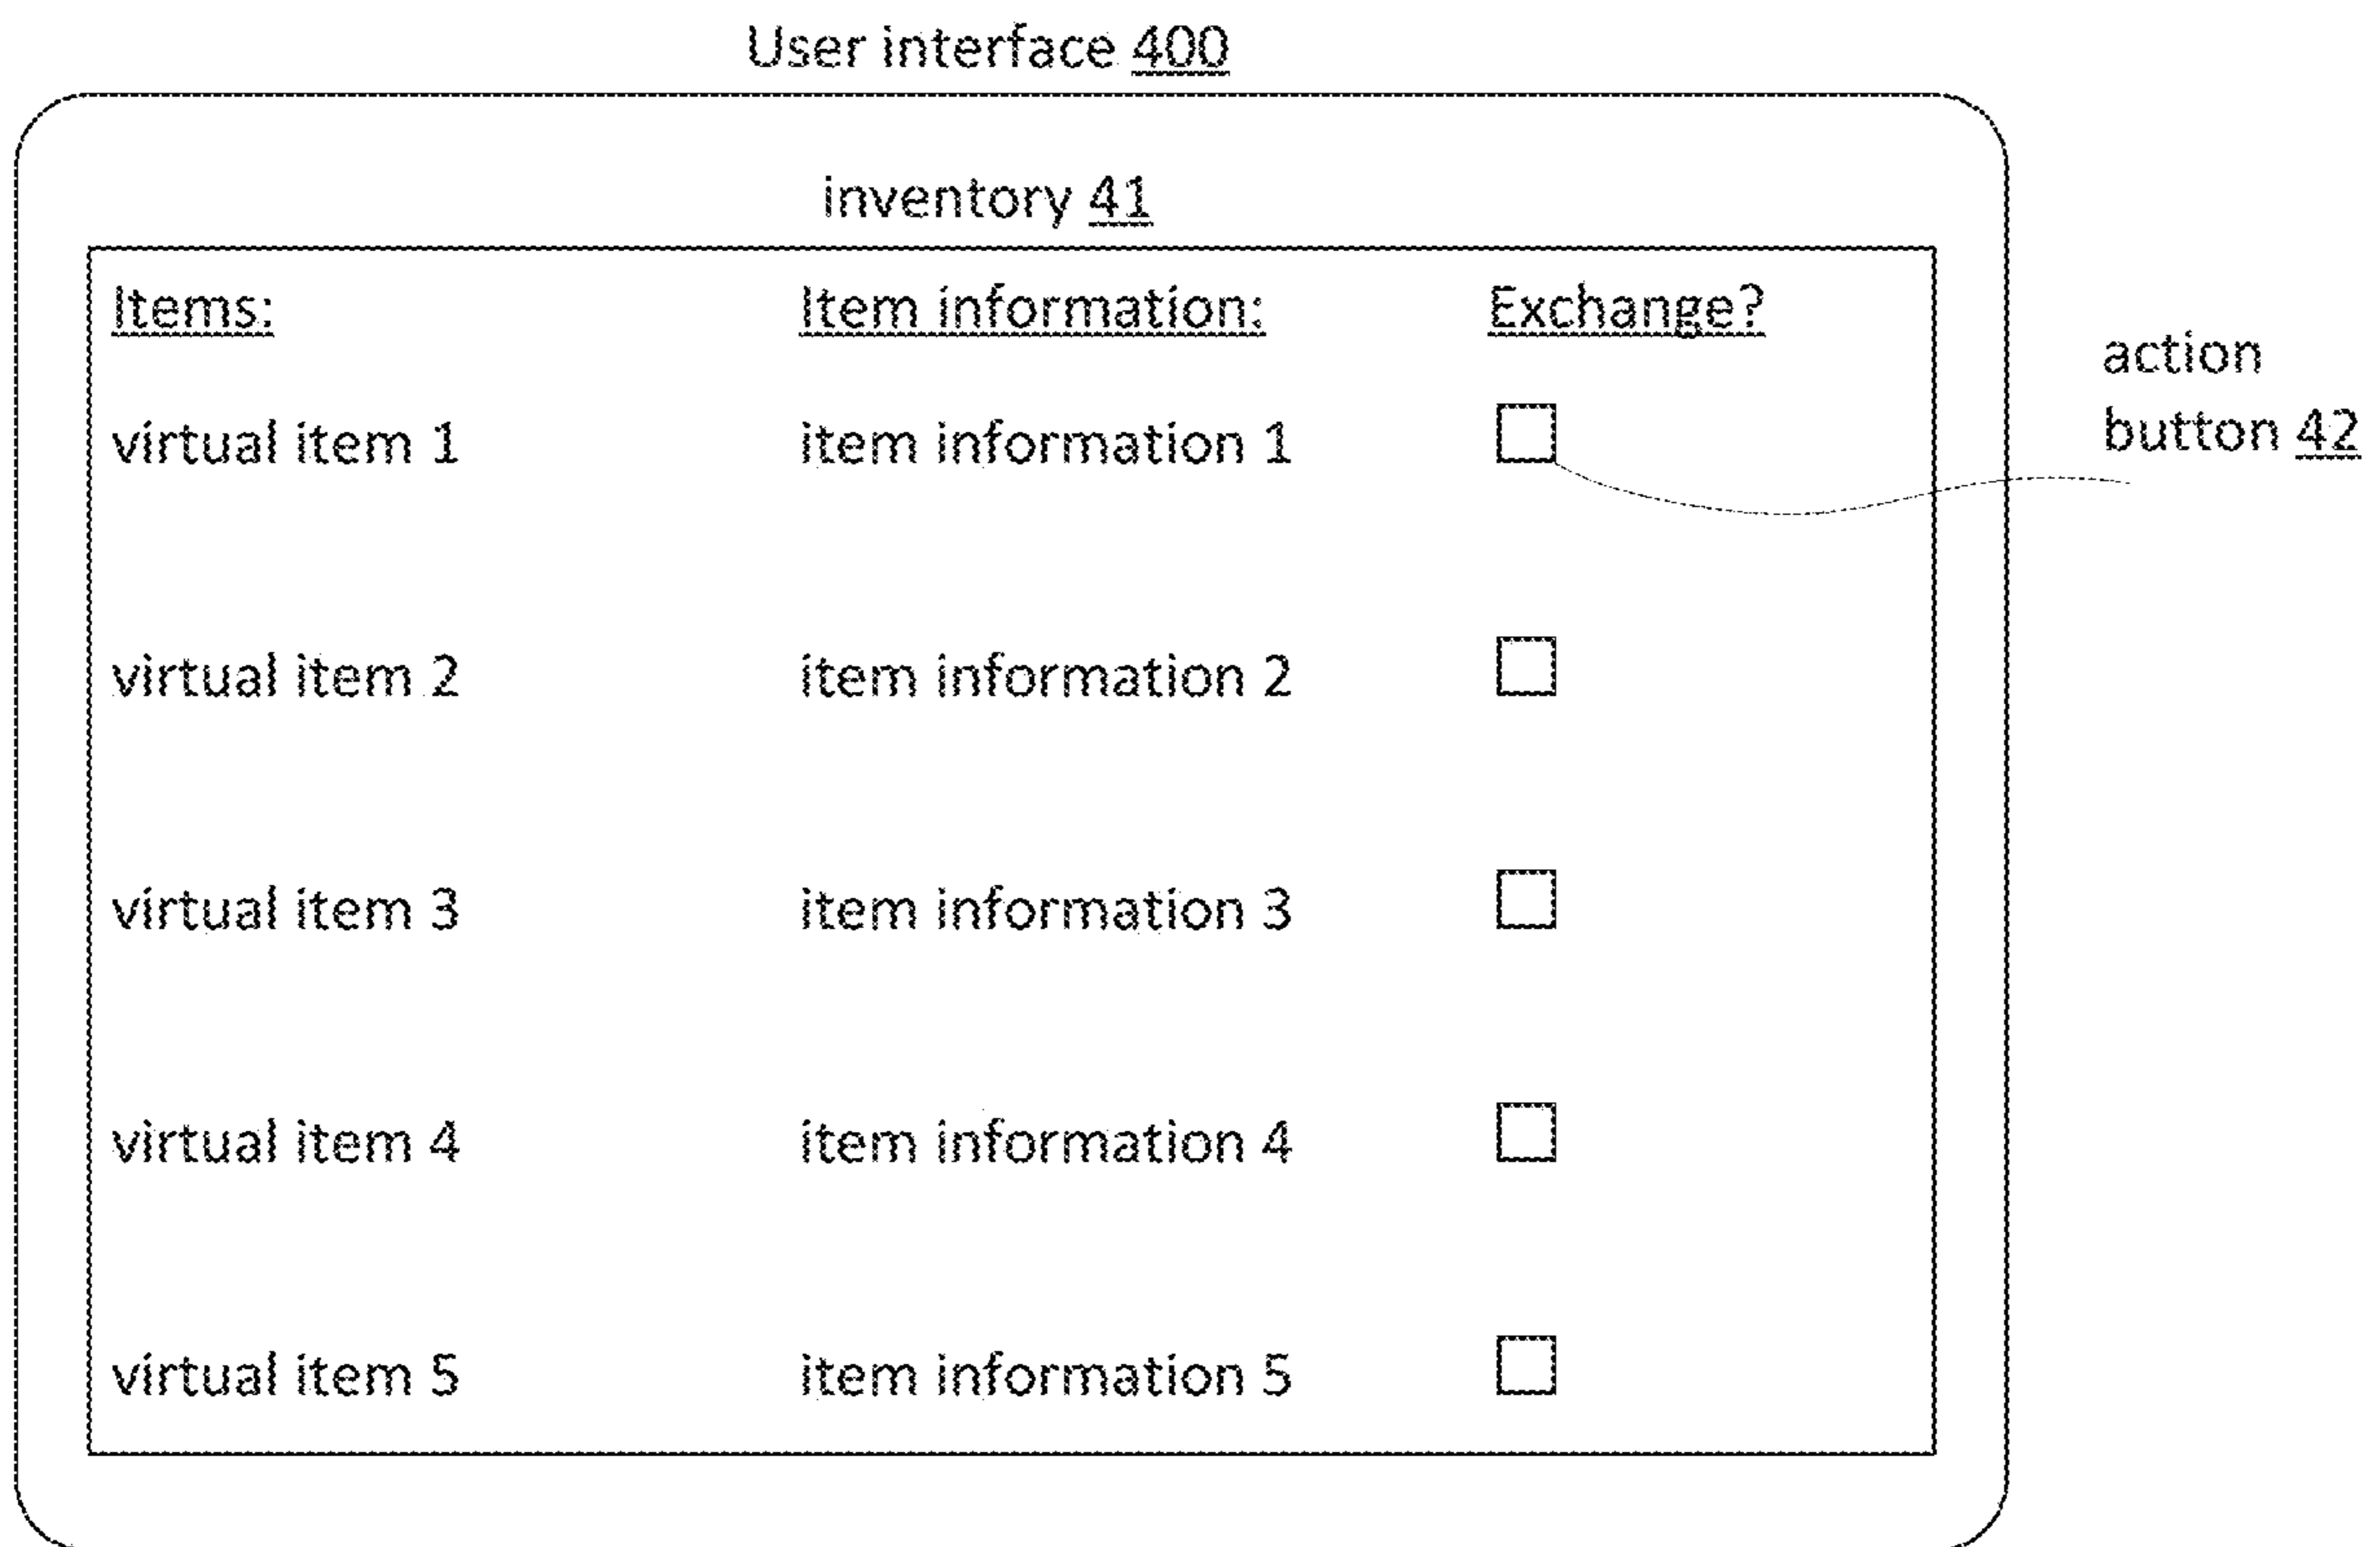 User interface 400
inventory 41
Items: Item information: Exchange?
action
button 42
virtual item 1 item information 1
virtual item 2 item information 2
virtual item 3 item information 3
virtual item 4 item information 4
virtual item 5 item information 5